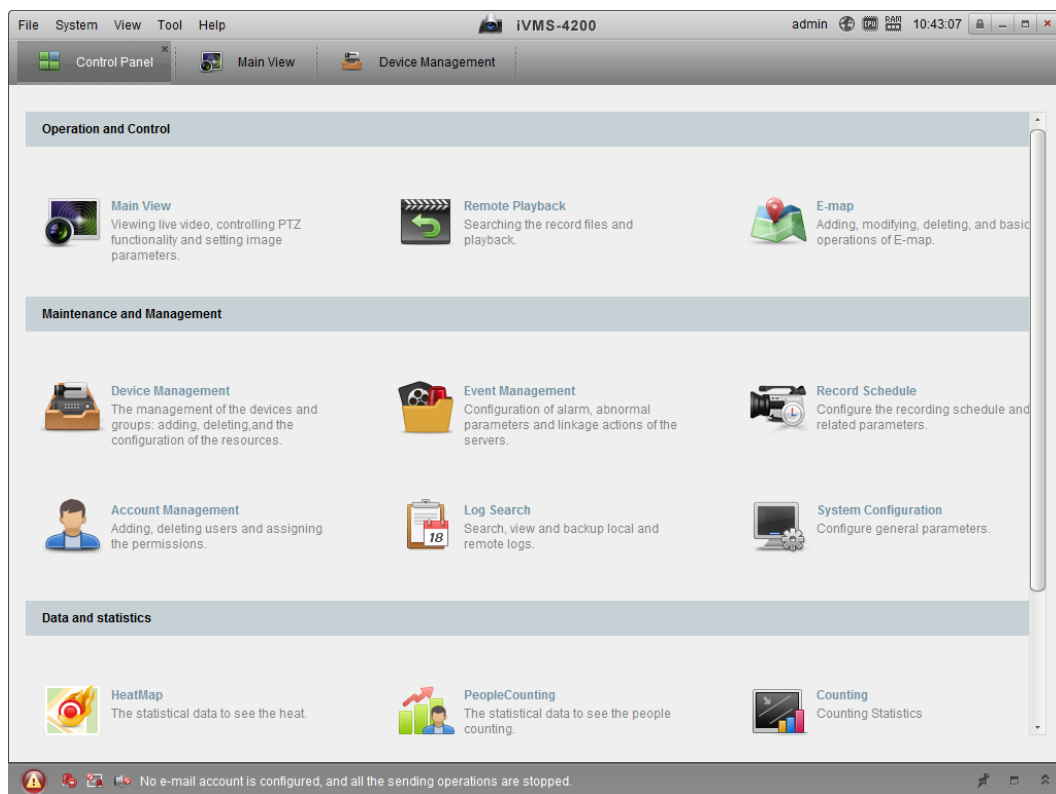 File System View Tool Help iVMS-4200 admin CPU RAM 10:43:07
Control Panel Main View Device Management
Operation and Control
Main View
Viewing live video, controlling PTZ
functionality and setting image
parameters.
Remote Playback
Searching the record files and
playback.
E-map
Adding, modifying, deleting, and basic
operations of E-map.
Maintenance and Management
Device Management
The management of the devices and
groups: adding, deleting,and the
configuration of the resources.
Event Management
Configuration of alarm, abnormal
parameters and linkage actions of the
servers.
Record Schedule
Configure the recording schedule and
related parameters.
Account Management
Adding, deleting users and assigning
the permissions.
18
Log Search
Search, view and backup local and
remote logs.
System Configuration
Configure general parameters.
Data and statistics
HeatMap
The statistical data to see the heat.
PeopleCounting
The statistical data to see the people
counting.
Counting
Counting Statistics
No e-mail account is configured, and all the sending operations are stopped.